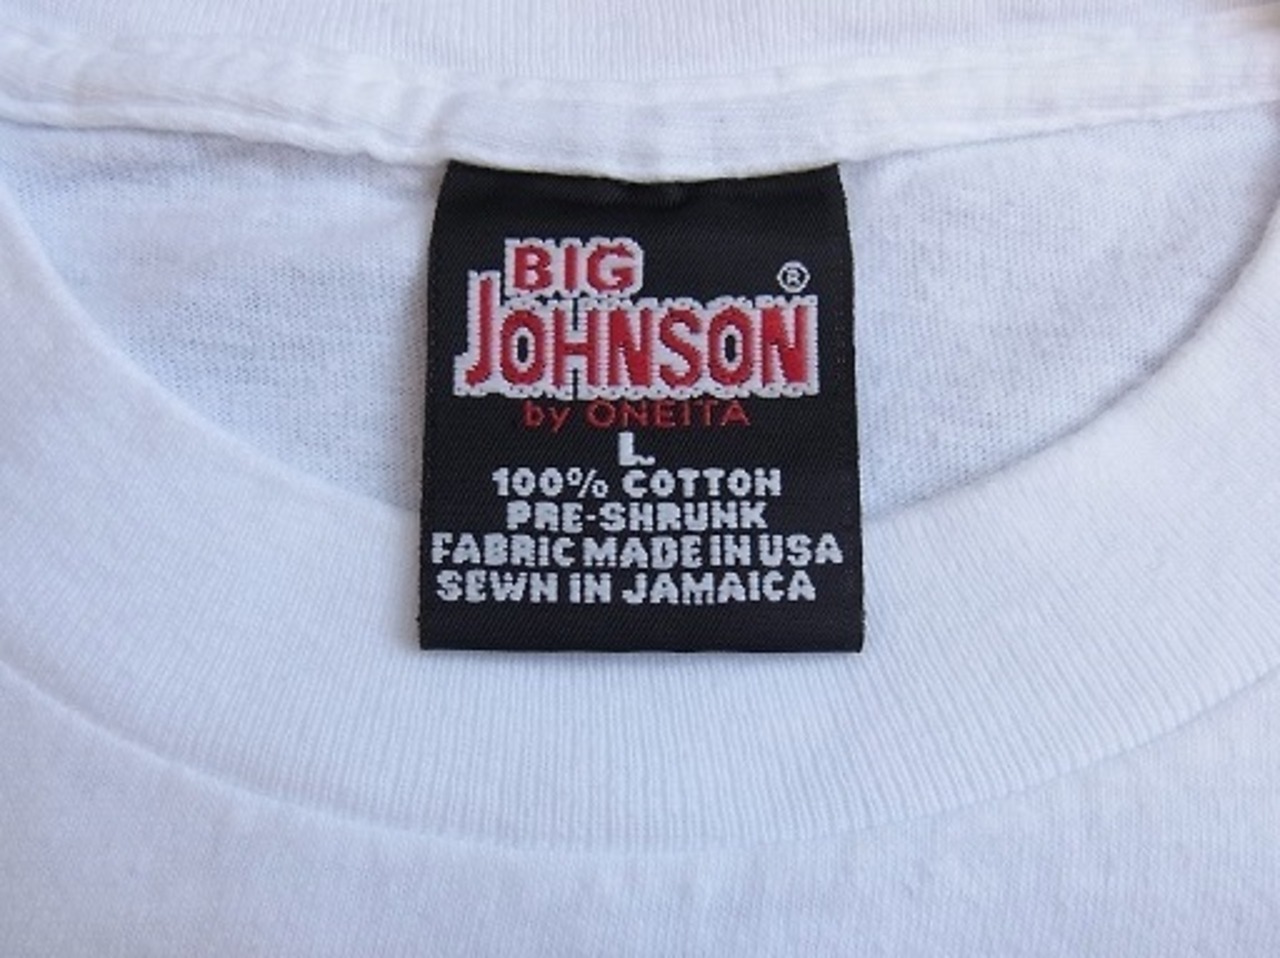 BIG
JOHNSON ®
by ONEITA
L
100% COTTON
PRE-SHRUNK
FABRIC MADE IN USA
SEWN IN JAMAICA